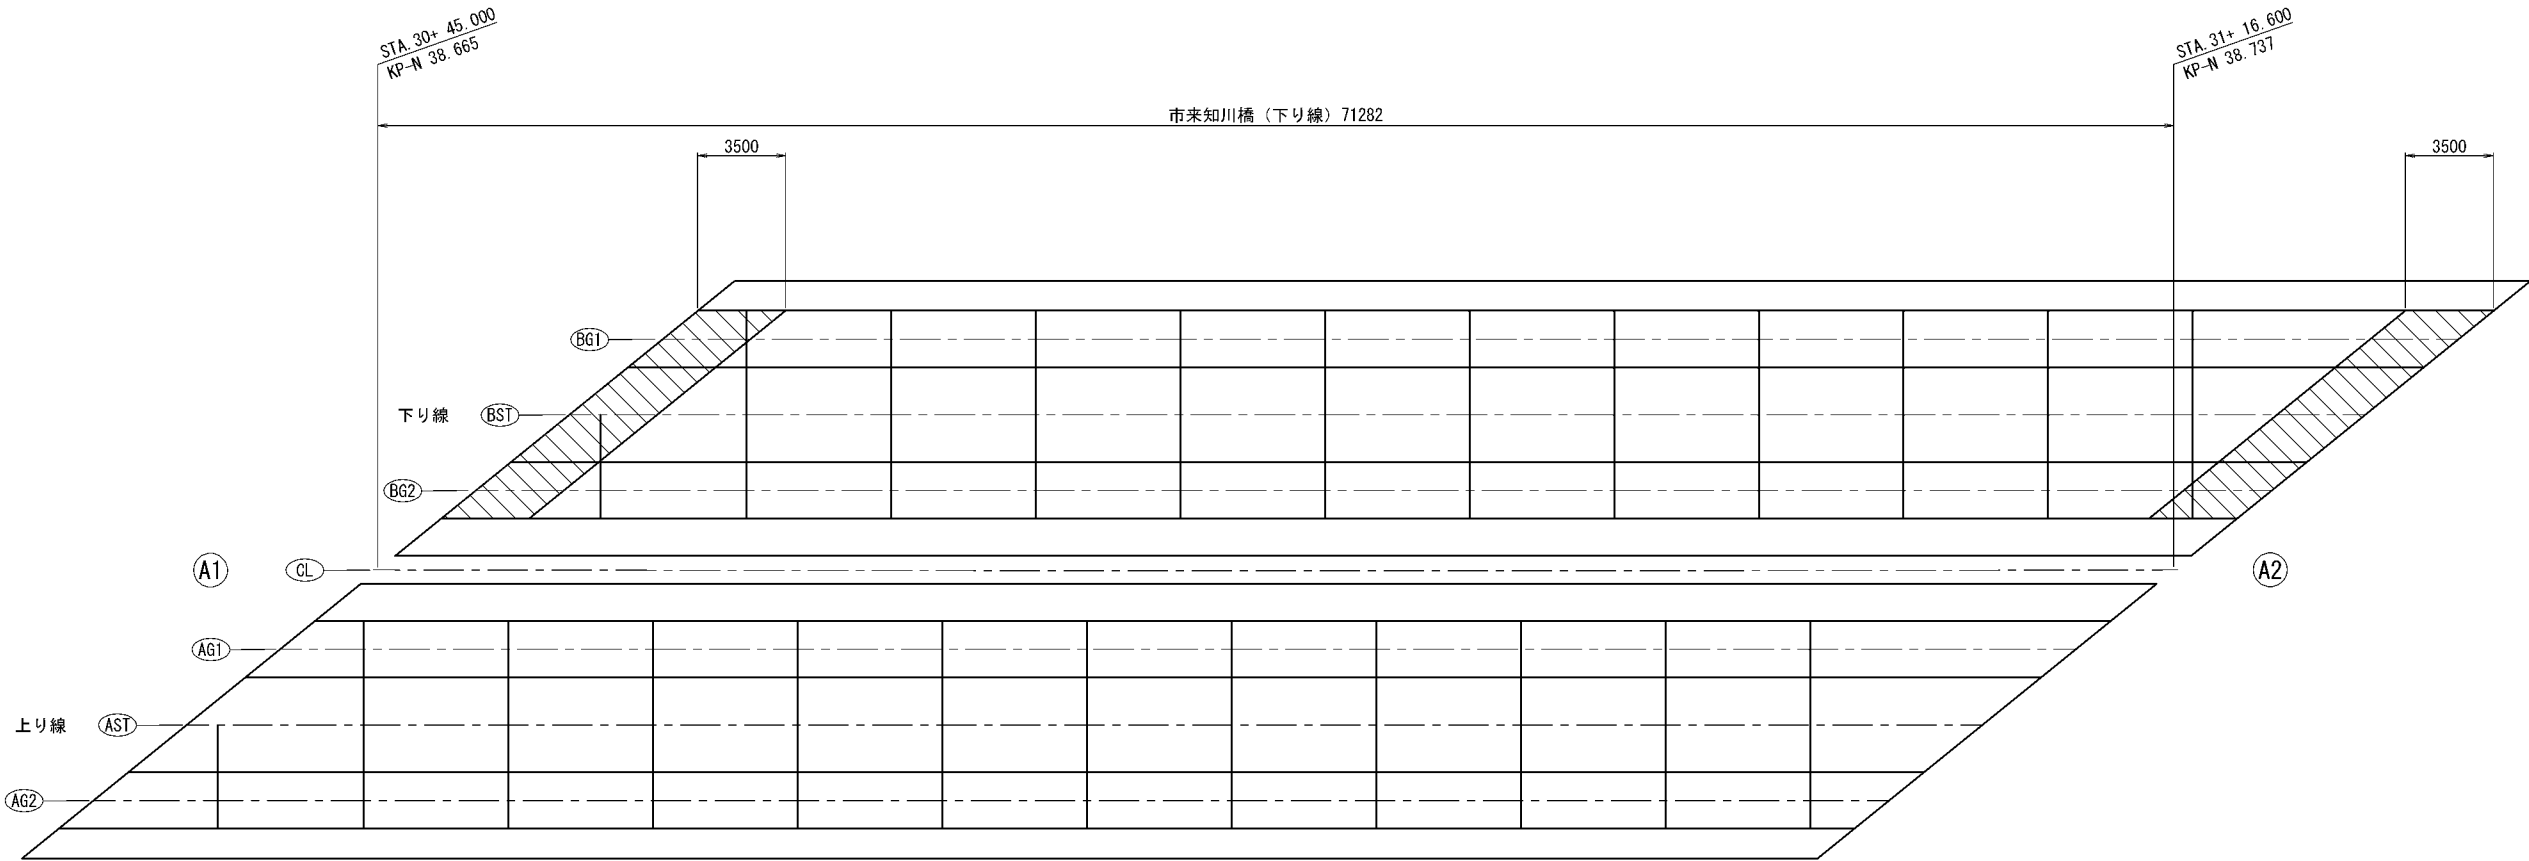 STA.30+ 45.000
KP-N 38.665
STA.31+ 16.600
KP-N 38.737
市来知川橋（下り線）71282
3500
3500
BG1
下り線 BST
BG2
A1
CL
A2
AG1
上り線 AST
AG2